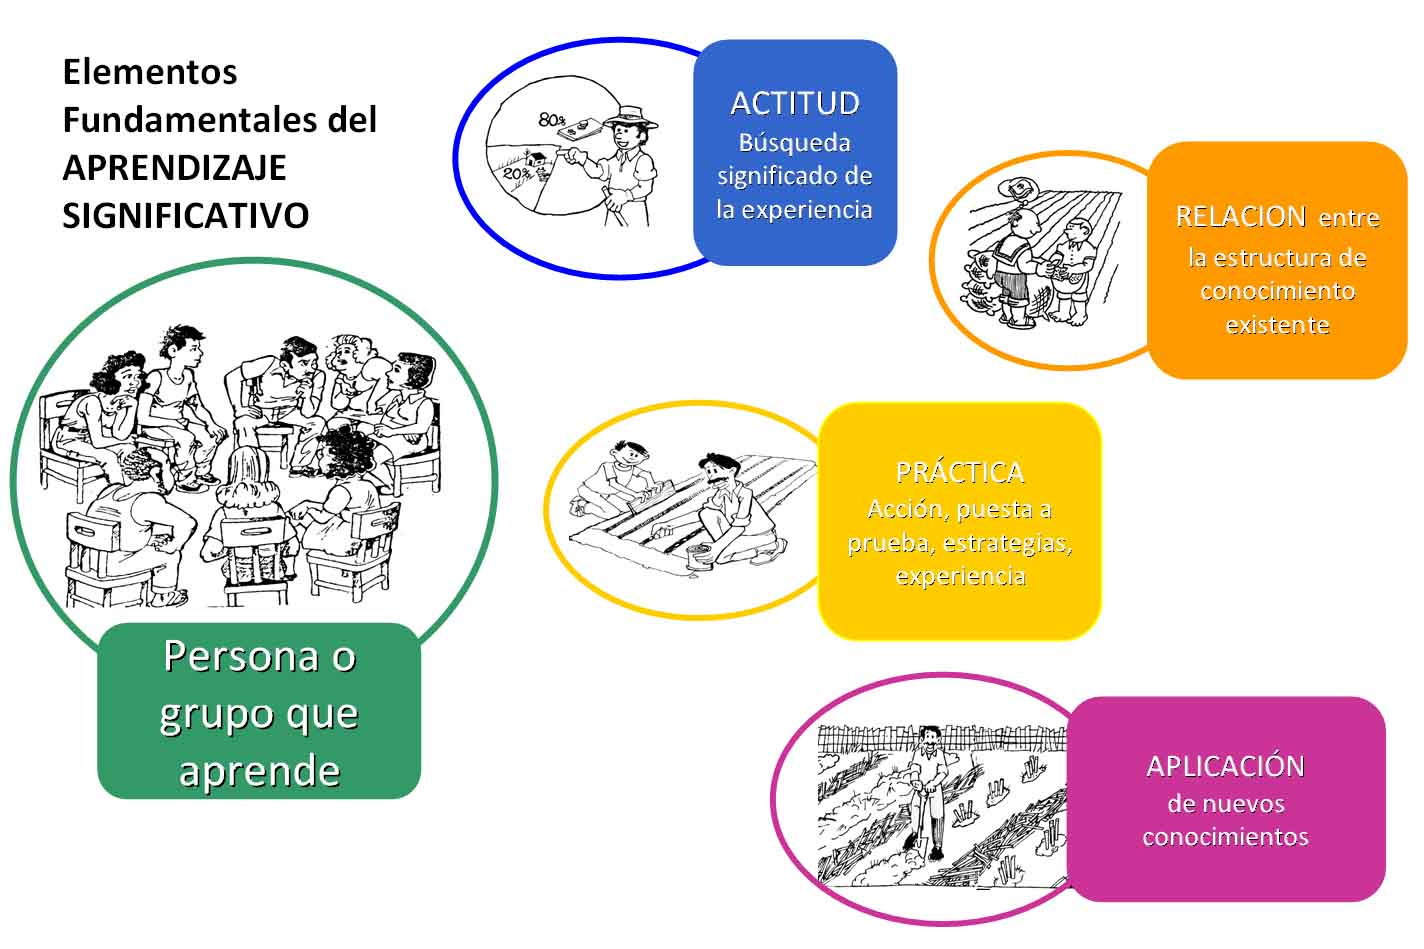 Elementos
Fundamentales del
APRENDIZAJE
SIGNIFICATIVO
80%
20%
ACTITUD
Búsqueda
significado de
la experiencia
RELACION entre
la estructura de
conocimiento
existente
PRÁCTICA
Acción, puesta a
prueba, estrategias,
experiencia
Persona o
grupo que
aprende
APLICACIÓN
de nuevos
conocimientos